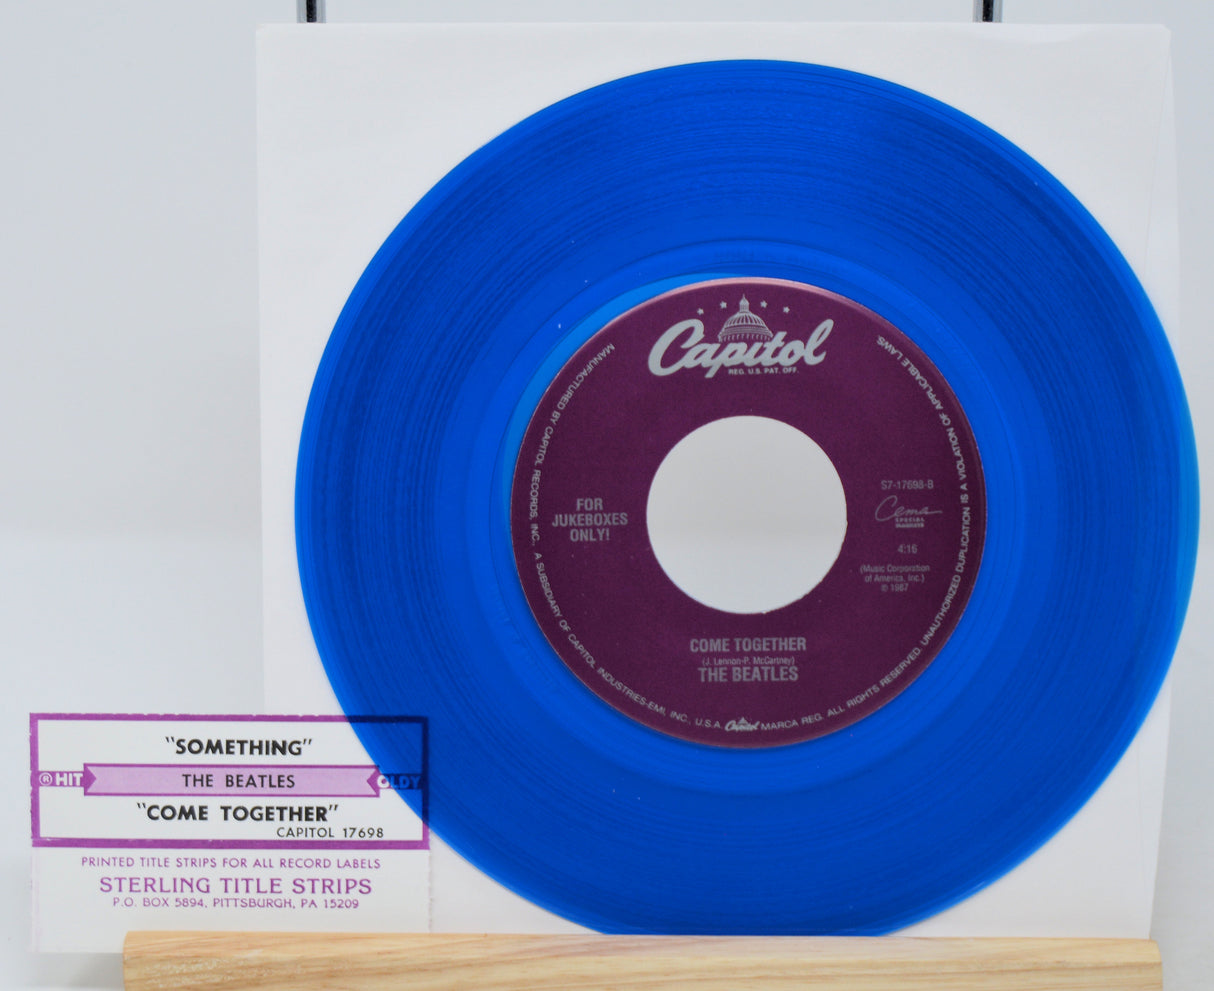 Capitol
REG. U.S. PAT. OFF.
MANUFACTURED BY CAPITOL RECORDS, INC., A SUBSIDIARY OF CAPITOL INDUSTRIES-EMI, INC., U.S.A. Capitol MARCA REG. ALL RIGHTS RESERVED. UNAUTHORIZED DUPLICATION IS A VIOLATION OF APPLICABLE LAWS.
FOR
JUKEBOXES
ONLY!
S7-17698-B
Cema
SPECIAL
MARKETS
4:16
(Music Corporation
of America, Inc.)
℗ 1987
COME TOGETHER
(J. Lennon-P. McCartney)
THE BEATLES
"SOMETHING"
® HIT THE BEATLES OLDY
"COME TOGETHER"
CAPITOL 17698
PRINTED TITLE STRIPS FOR ALL RECORD LABELS
STERLING TITLE STRIPS
P.O. BOX 5894, PITTSBURGH, PA 15209